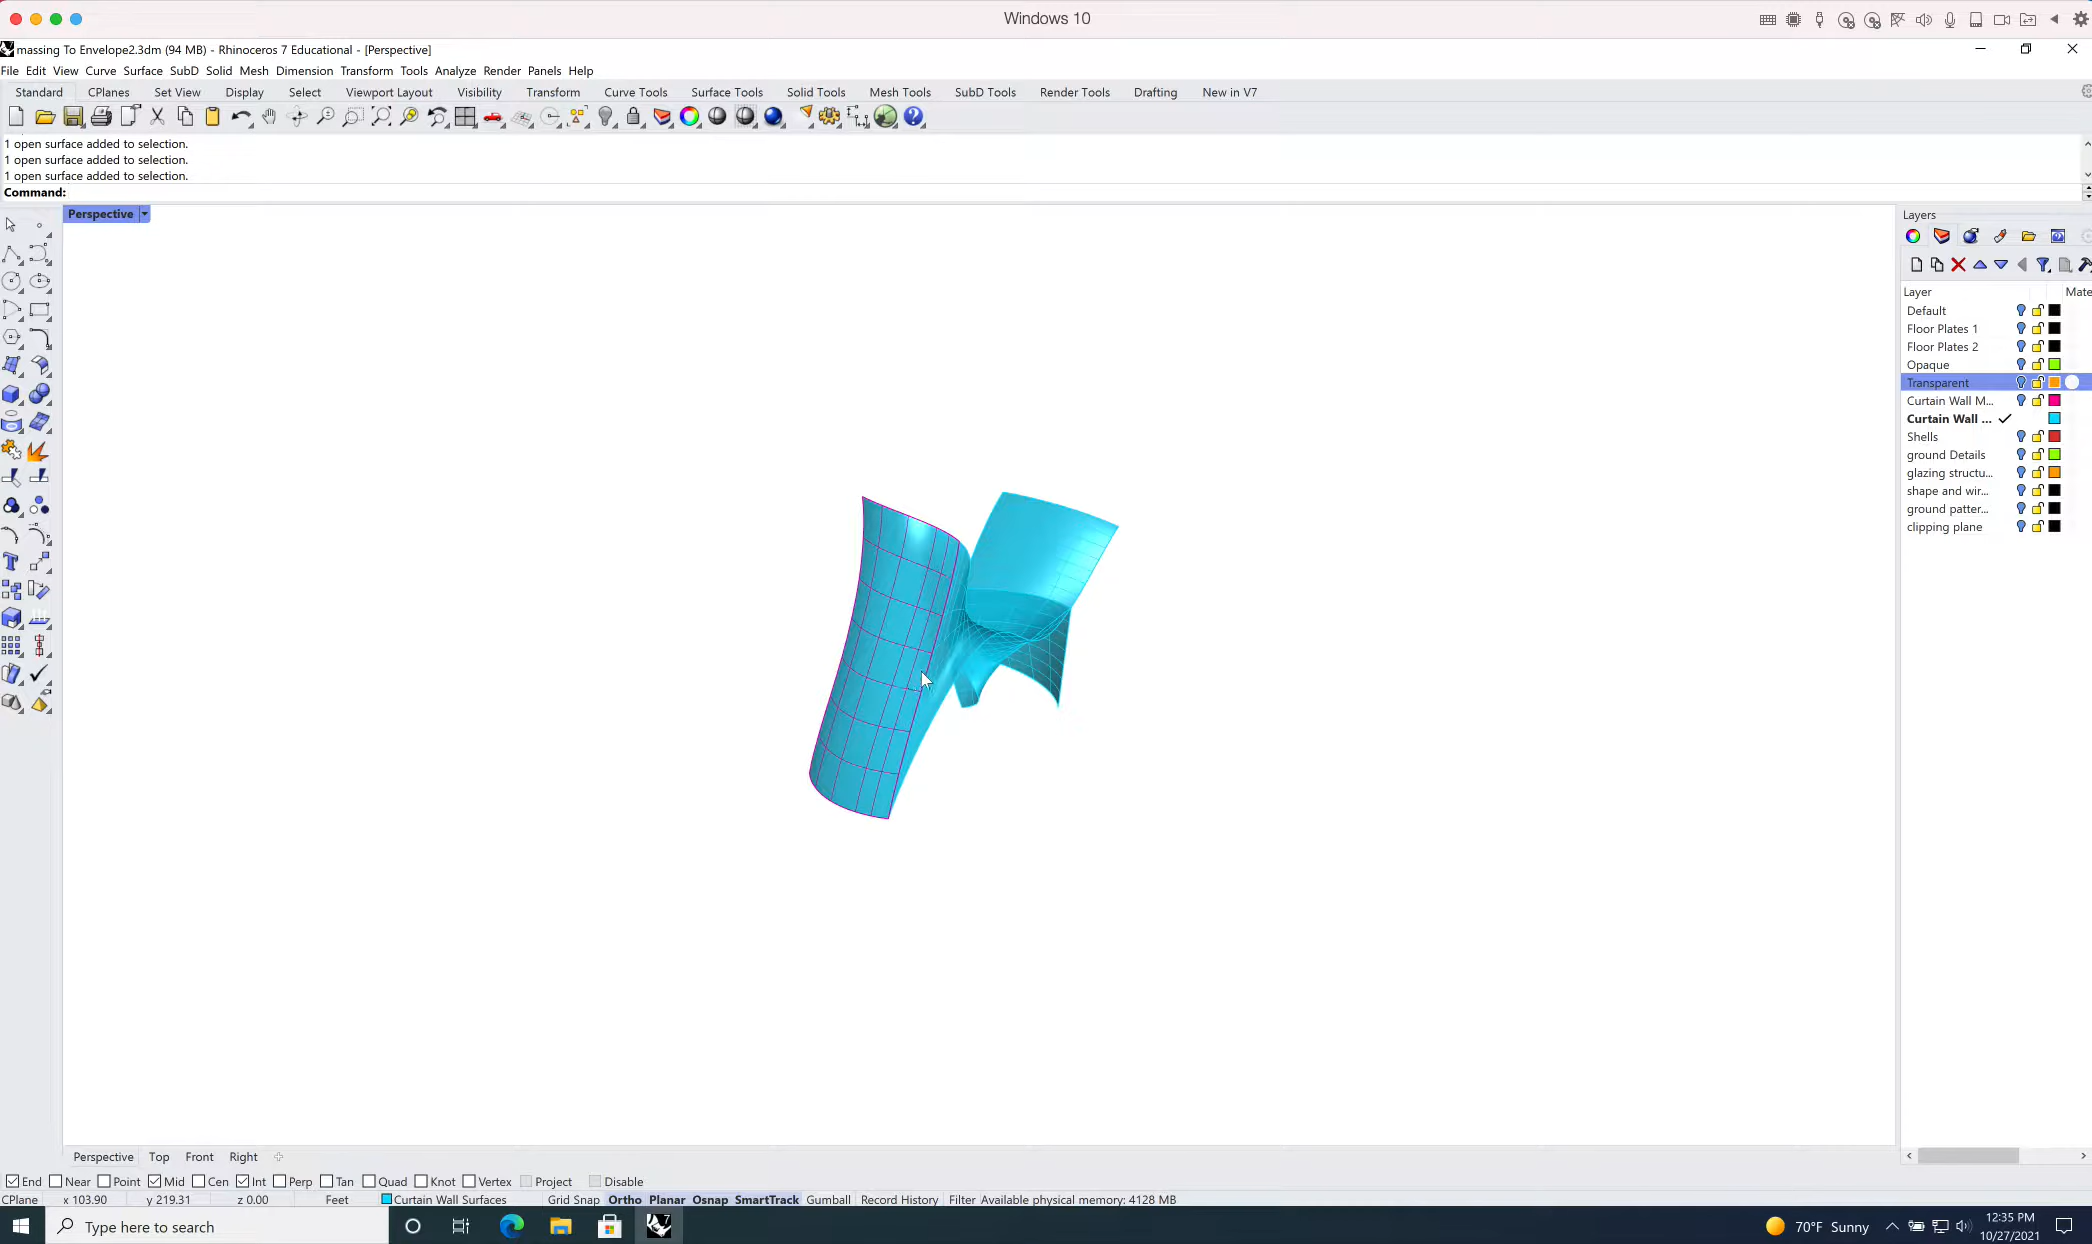 Windows 10
massing To Envelope2.3dm (94 MB) - Rhinoceros 7 Educational - [Perspective]
File Edit View Curve Surface SubD Solid Mesh Dimension Transform Tools Analyze Render Panels Help
Standard CPlanes Set View Display Select Viewport Layout Visibility Transform Curve Tools Surface Tools Solid Tools Mesh Tools SubD Tools Render Tools Drafting New in V7
1 open surface added to selection.
1 open surface added to selection.
1 open surface added to selection.
Command:
Perspective
Layers
Layer Mate
Default
Floor Plates 1
Floor Plates 2
Opaque
Transparent
Curtain Wall M...
Curtain Wall ...
Shells
ground Details
glazing structu...
shape and wir...
ground patter...
clipping plane
Perspective Top Front Right
End Near Point Mid Cen Int Perp Tan Quad Knot Vertex Project Disable
CPlane x 103.90 y 219.31 z 0.00 Feet Curtain Wall Surfaces Grid Snap Ortho Planar Osnap SmartTrack Gumball Record History Filter Available physical memory: 4128 MB
Type here to search
70°F Sunny
12:35 PM
10/27/2021